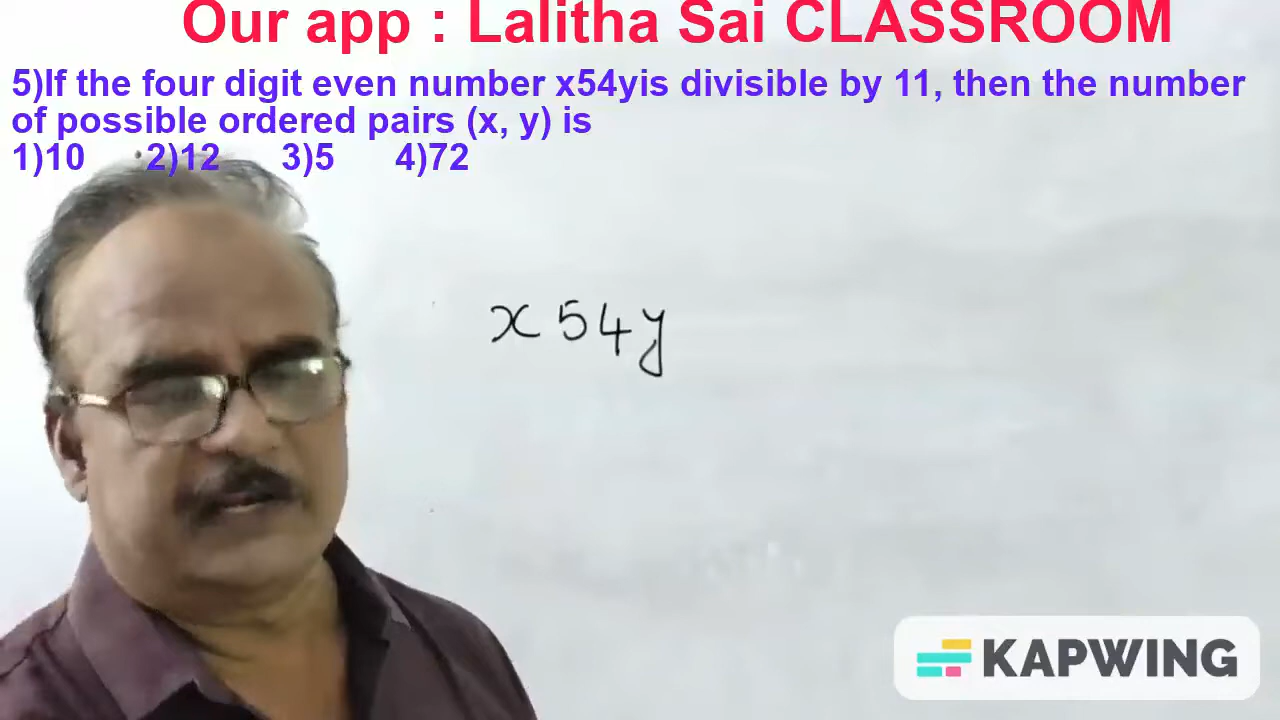 Our app : Lalitha Sai CLASSROOM
5)If the four digit even number x54yis divisible by 11, then the number
of possible ordered pairs (x, y) is
1)10 2)12 3)5 4)72
x54y
KAPWING